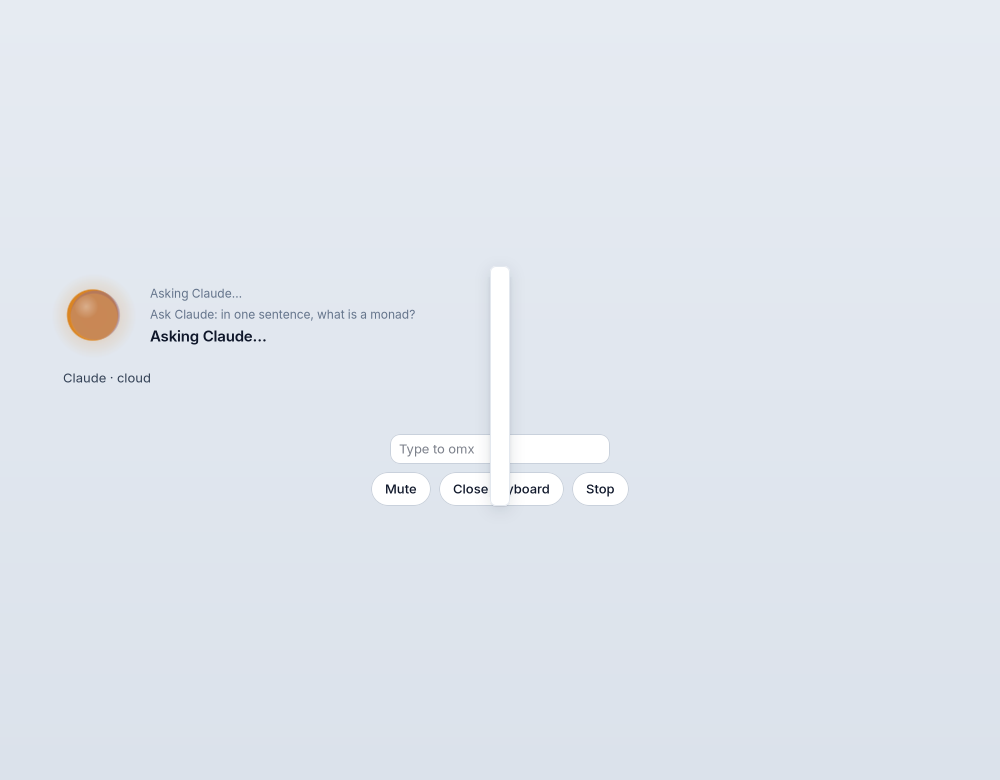 Asking Claude…
Ask Claude: in one sentence, what is a monad?
Asking Claude…
Claude · cloud
Type to omx
Mute
Close yboard
Stop